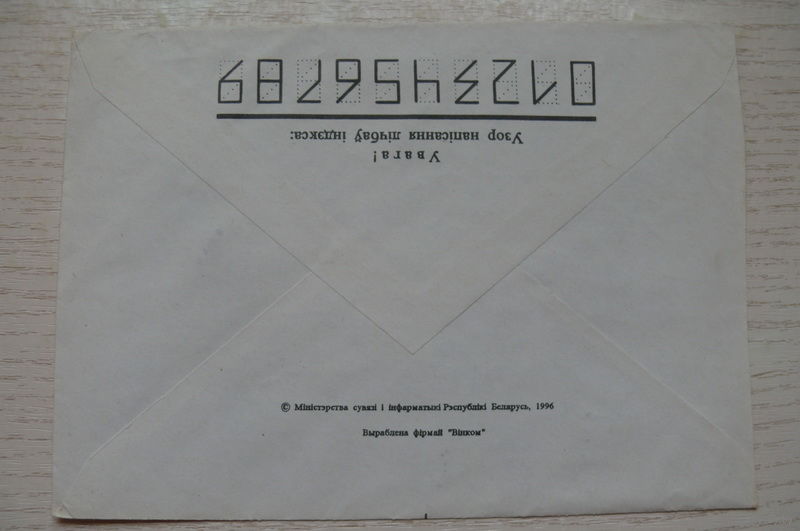 Увага!
Узор напісання лічбаў індэкса:
0123456789
© Міністэрства сувязі і інфарматыкі Рэспублікі Беларусь, 1996
Выраблена фірмай "Вінком"